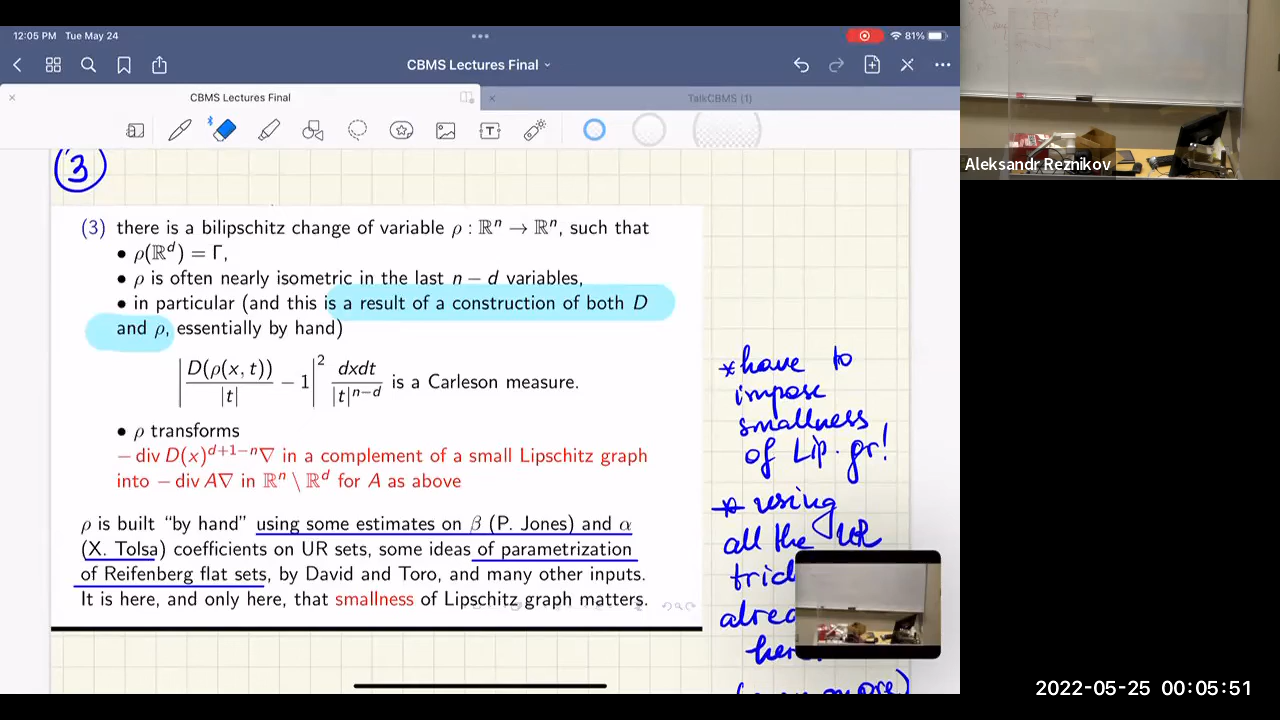 12:05 PM Tue May 24
81%
CBMS Lectures Final
CBMS Lectures Final
TalkCBMS (1)
3
(3) there is a bilipschitz change of variable ρ : ℝⁿ → ℝⁿ, such that
• ρ(ℝᵈ) = Γ,
• ρ is often nearly isometric in the last n − d variables,
• in particular (and this is a result of a construction of both D
and ρ, essentially by hand)
|D(ρ(x, t))/|t| − 1|² dxdt/|t|ⁿ⁻ᵈ is a Carleson measure.
• ρ transforms
− div D(x)ᵈ⁺¹⁻ⁿ∇ in a complement of a small Lipschitz graph
into − div A∇ in ℝⁿ \ ℝᵈ for A as above
ρ is built "by hand" using some estimates on β (P. Jones) and α
(X. Tolsa) coefficients on UR sets, some ideas of parametrization
of Reifenberg flat sets, by David and Toro, and many other inputs.
It is here, and only here, that smallness of Lipschitz graph matters.
* have to
impose
smallness
of Lip. gr!
* using
all the UR
Aleksandr Reznikov
2022-05-25 00:05:51